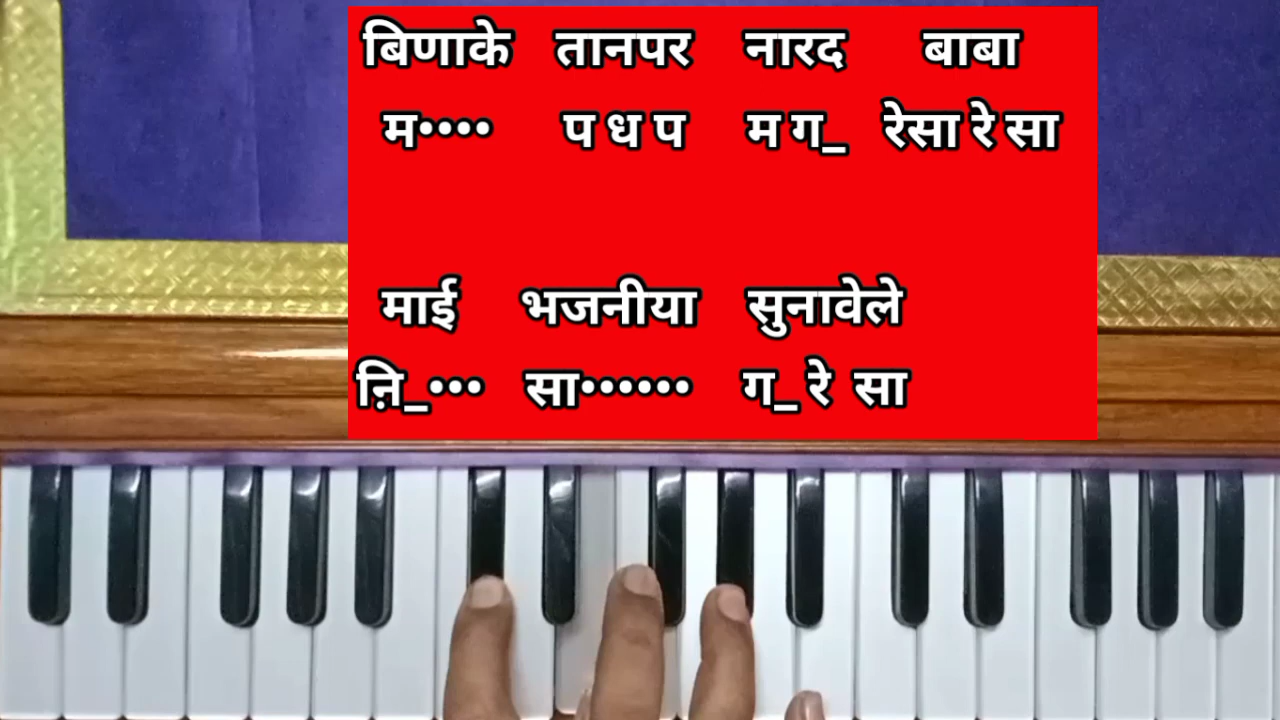 बिणाके तानपर नारद बाबा
म•••• प ध प म ग_ रेसा रे सा
माई भजनीया सुनावेले
ऩि_••• सा•••••• ग_ रे सा